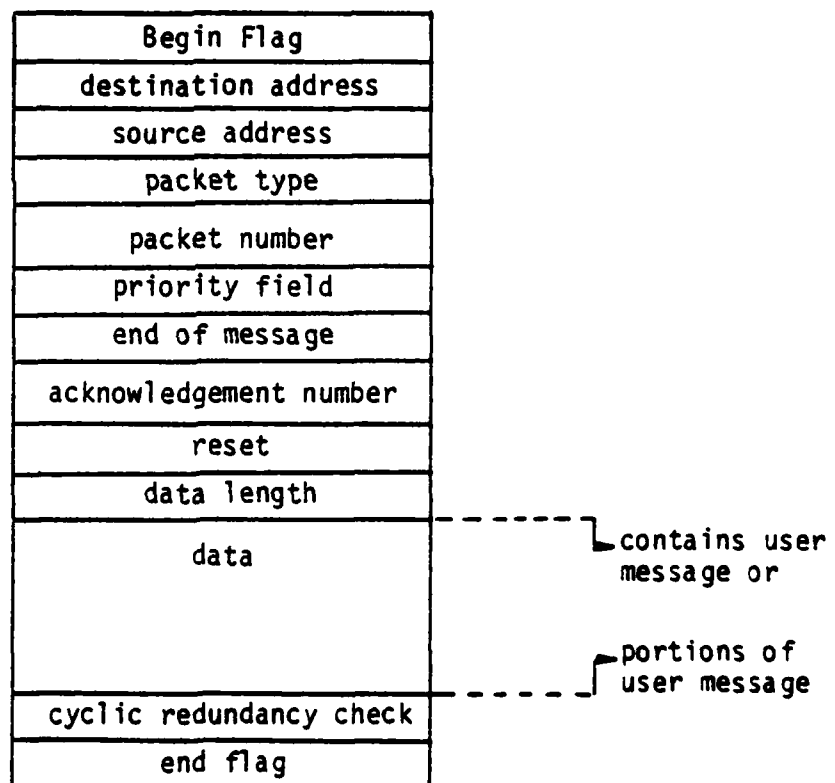 Begin Flag
destination address
source address
packet type
packet number
priority field
end of message
acknowledgement number
reset
data length
data
contains user
message or
portions of
user message
cyclic redundancy check
end flag